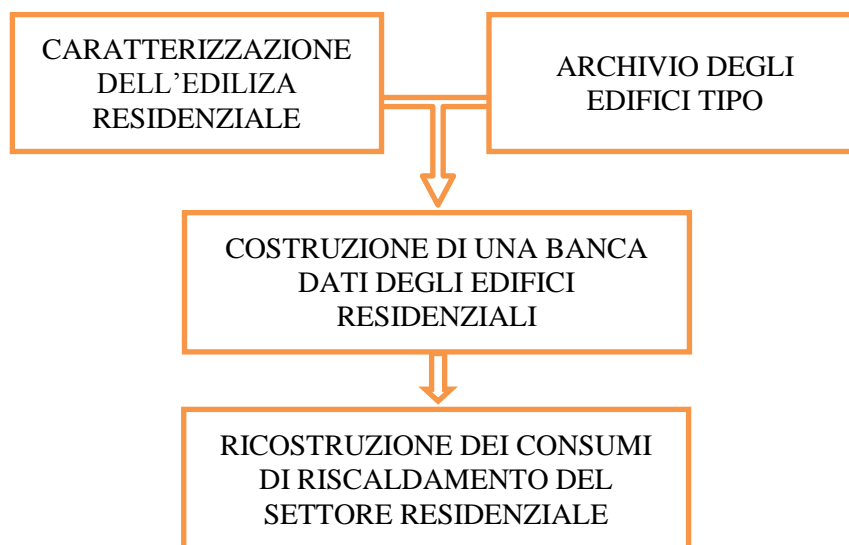 CARATTERIZZAZIONE
DELL’EDILIZA
RESIDENZIALE
ARCHIVIO DEGLI
EDIFICI TIPO
COSTRUZIONE DI UNA BANCA
DATI DEGLI EDIFICI
RESIDENZIALI
RICOSTRUZIONE DEI CONSUMI
DI RISCALDAMENTO DEL
SETTORE RESIDENZIALE